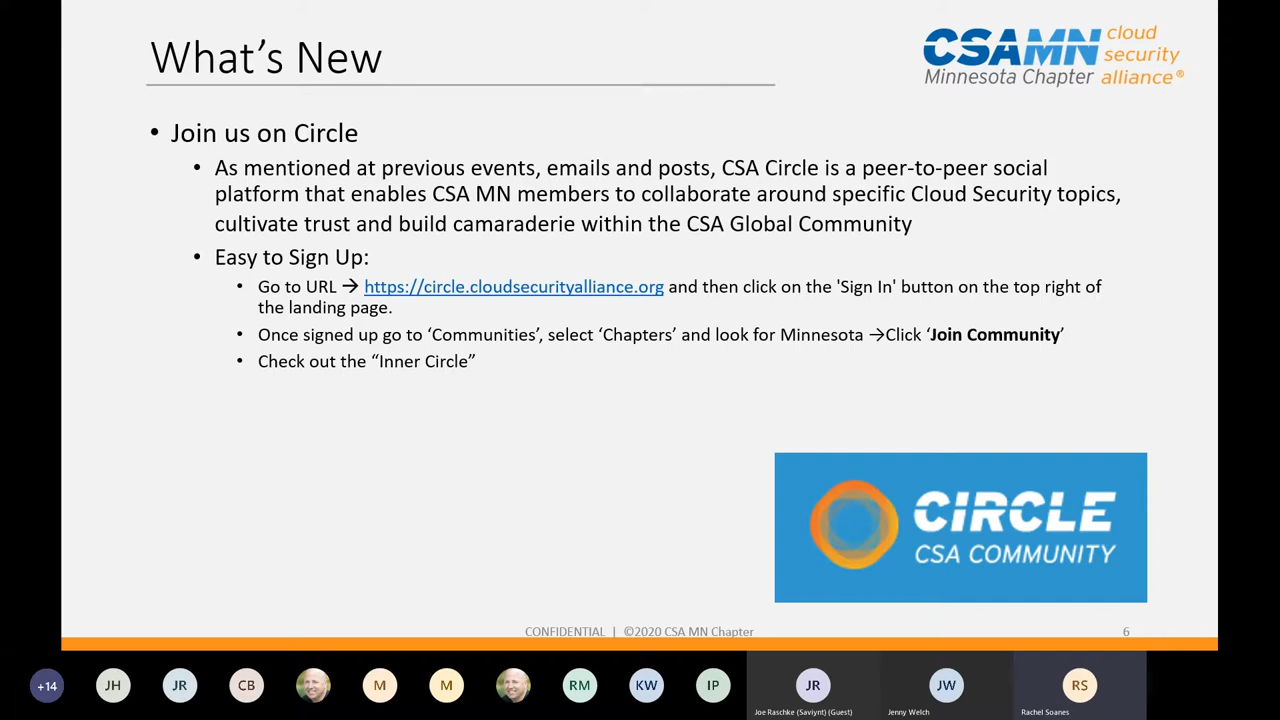 What's New
CSAMN cloud
security
Minnesota Chapter alliance®
• Join us on Circle
• As mentioned at previous events, emails and posts, CSA Circle is a peer-to-peer social
platform that enables CSA MN members to collaborate around specific Cloud Security topics,
cultivate trust and build camaraderie within the CSA Global Community
• Easy to Sign Up:
• Go to URL → https://circle.cloudsecurityalliance.org and then click on the 'Sign In' button on the top right of
the landing page.
• Once signed up go to ‘Communities’, select ‘Chapters’ and look for Minnesota →Click ‘Join Community’
• Check out the “Inner Circle”
CIRCLE
CSA COMMUNITY
CONFIDENTIAL | ©2020 CSA MN Chapter
6
+14 JH JR CB M M RM KW IP JR JW RS
Joe Raschke (Saviynt) (Guest) Jenny Welch Rachel Soanes